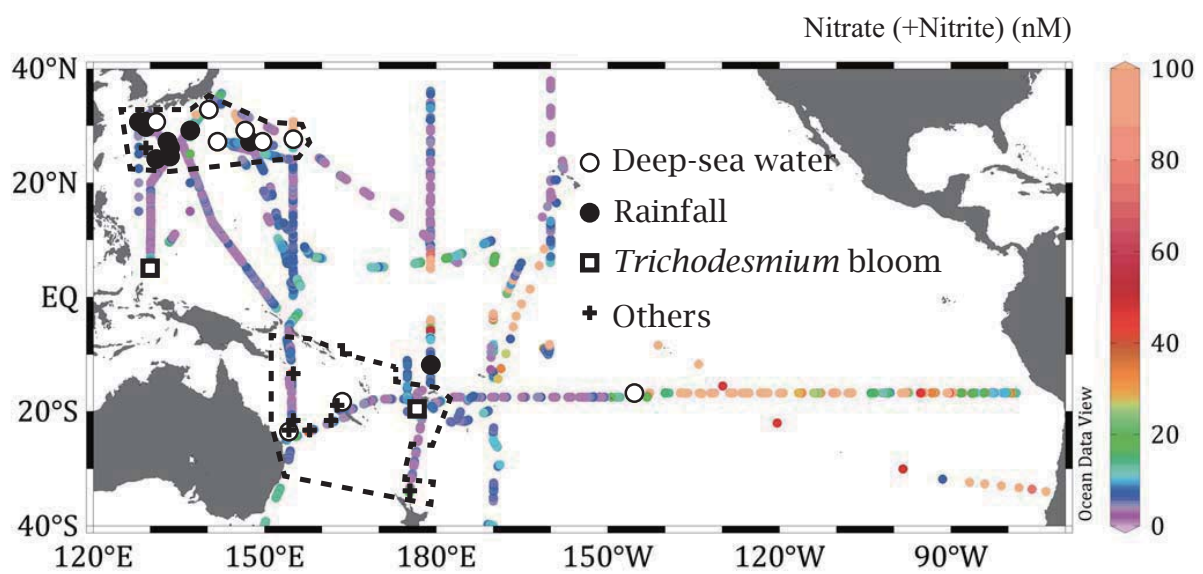 Nitrate (+Nitrite) (nM)
40°N
20°N
EQ
20°S
40°S
120°E
150°E
180°E
150°W
120°W
90°W
Deep-sea water
Rainfall
Trichodesmium bloom
Others
Ocean Data View
100
80
60
40
20
0